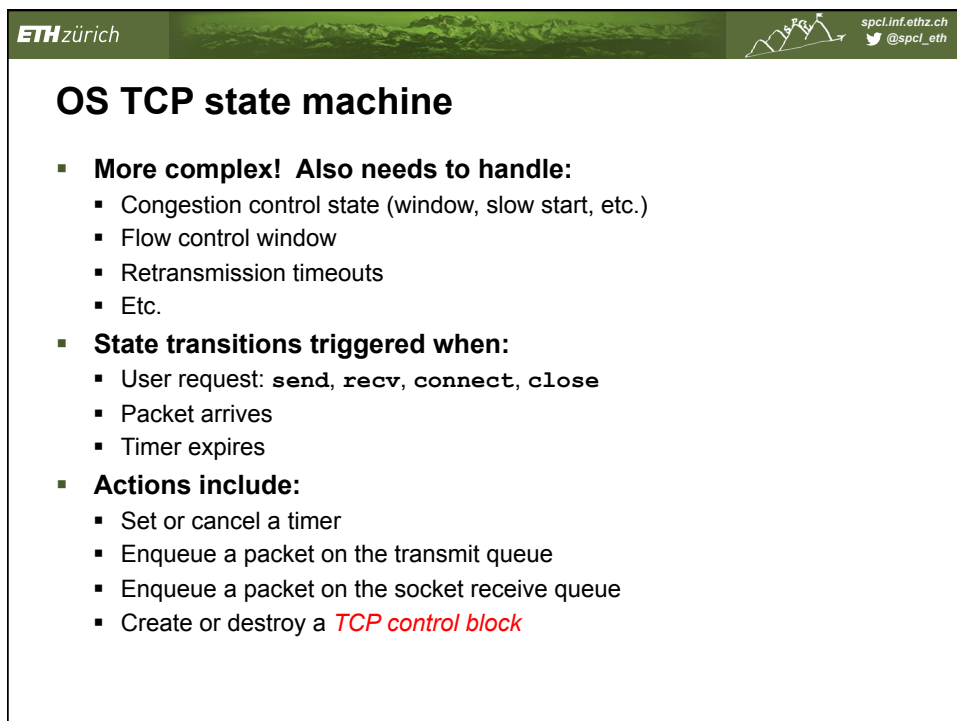 ETH zürich
spcl.inf.ethz.ch
@spcl_eth
OS TCP state machine
More complex! Also needs to handle:
Congestion control state (window, slow start, etc.)
Flow control window
Retransmission timeouts
Etc.
State transitions triggered when:
User request: send, recv, connect, close
Packet arrives
Timer expires
Actions include:
Set or cancel a timer
Enqueue a packet on the transmit queue
Enqueue a packet on the socket receive queue
Create or destroy a TCP control block